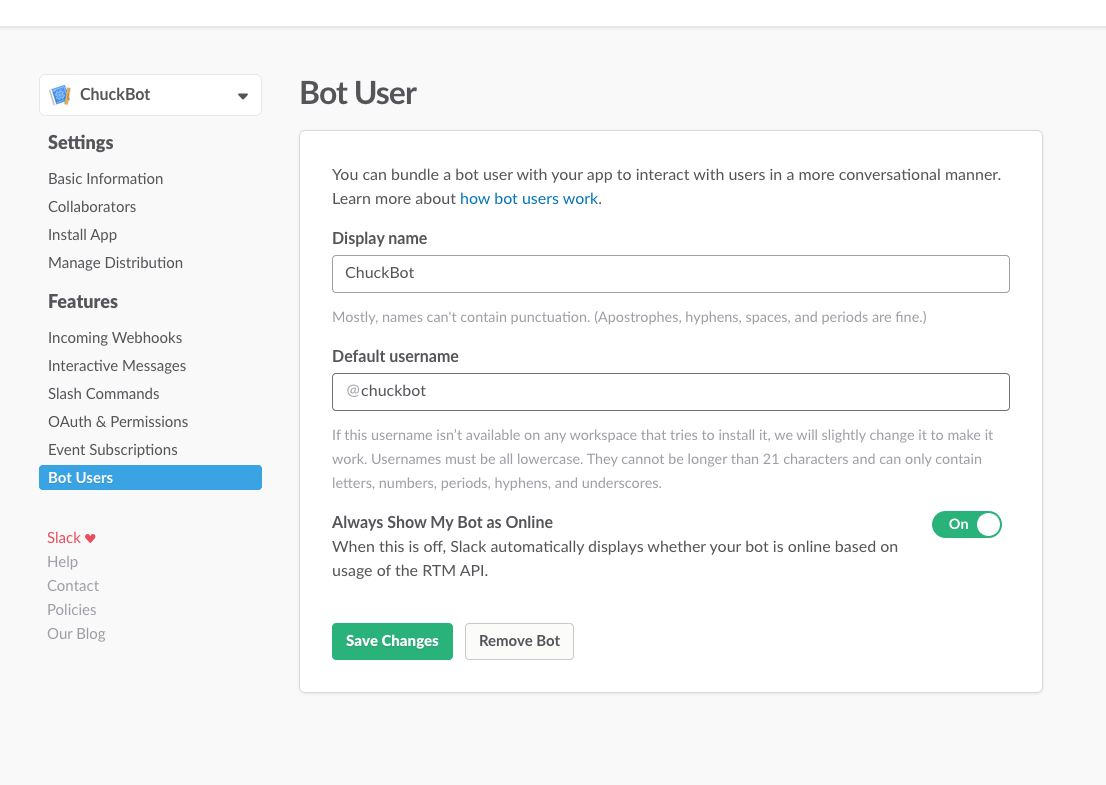 ChuckBot
Settings
Basic Information
Collaborators
Install App
Manage Distribution
Features
Incoming Webhooks
Interactive Messages
Slash Commands
OAuth & Permissions
Event Subscriptions
Bot Users
Slack ♥
Help
Contact
Policies
Our Blog
Bot User
You can bundle a bot user with your app to interact with users in a more conversational manner.
Learn more about how bot users work.
Display name
ChuckBot
Mostly, names can't contain punctuation. (Apostrophes, hyphens, spaces, and periods are fine.)
Default username
@chuckbot
If this username isn’t available on any workspace that tries to install it, we will slightly change it to make it
work. Usernames must be all lowercase. They cannot be longer than 21 characters and can only contain
letters, numbers, periods, hyphens, and underscores.
Always Show My Bot as Online
On
When this is off, Slack automatically displays whether your bot is online based on
usage of the RTM API.
Save Changes
Remove Bot